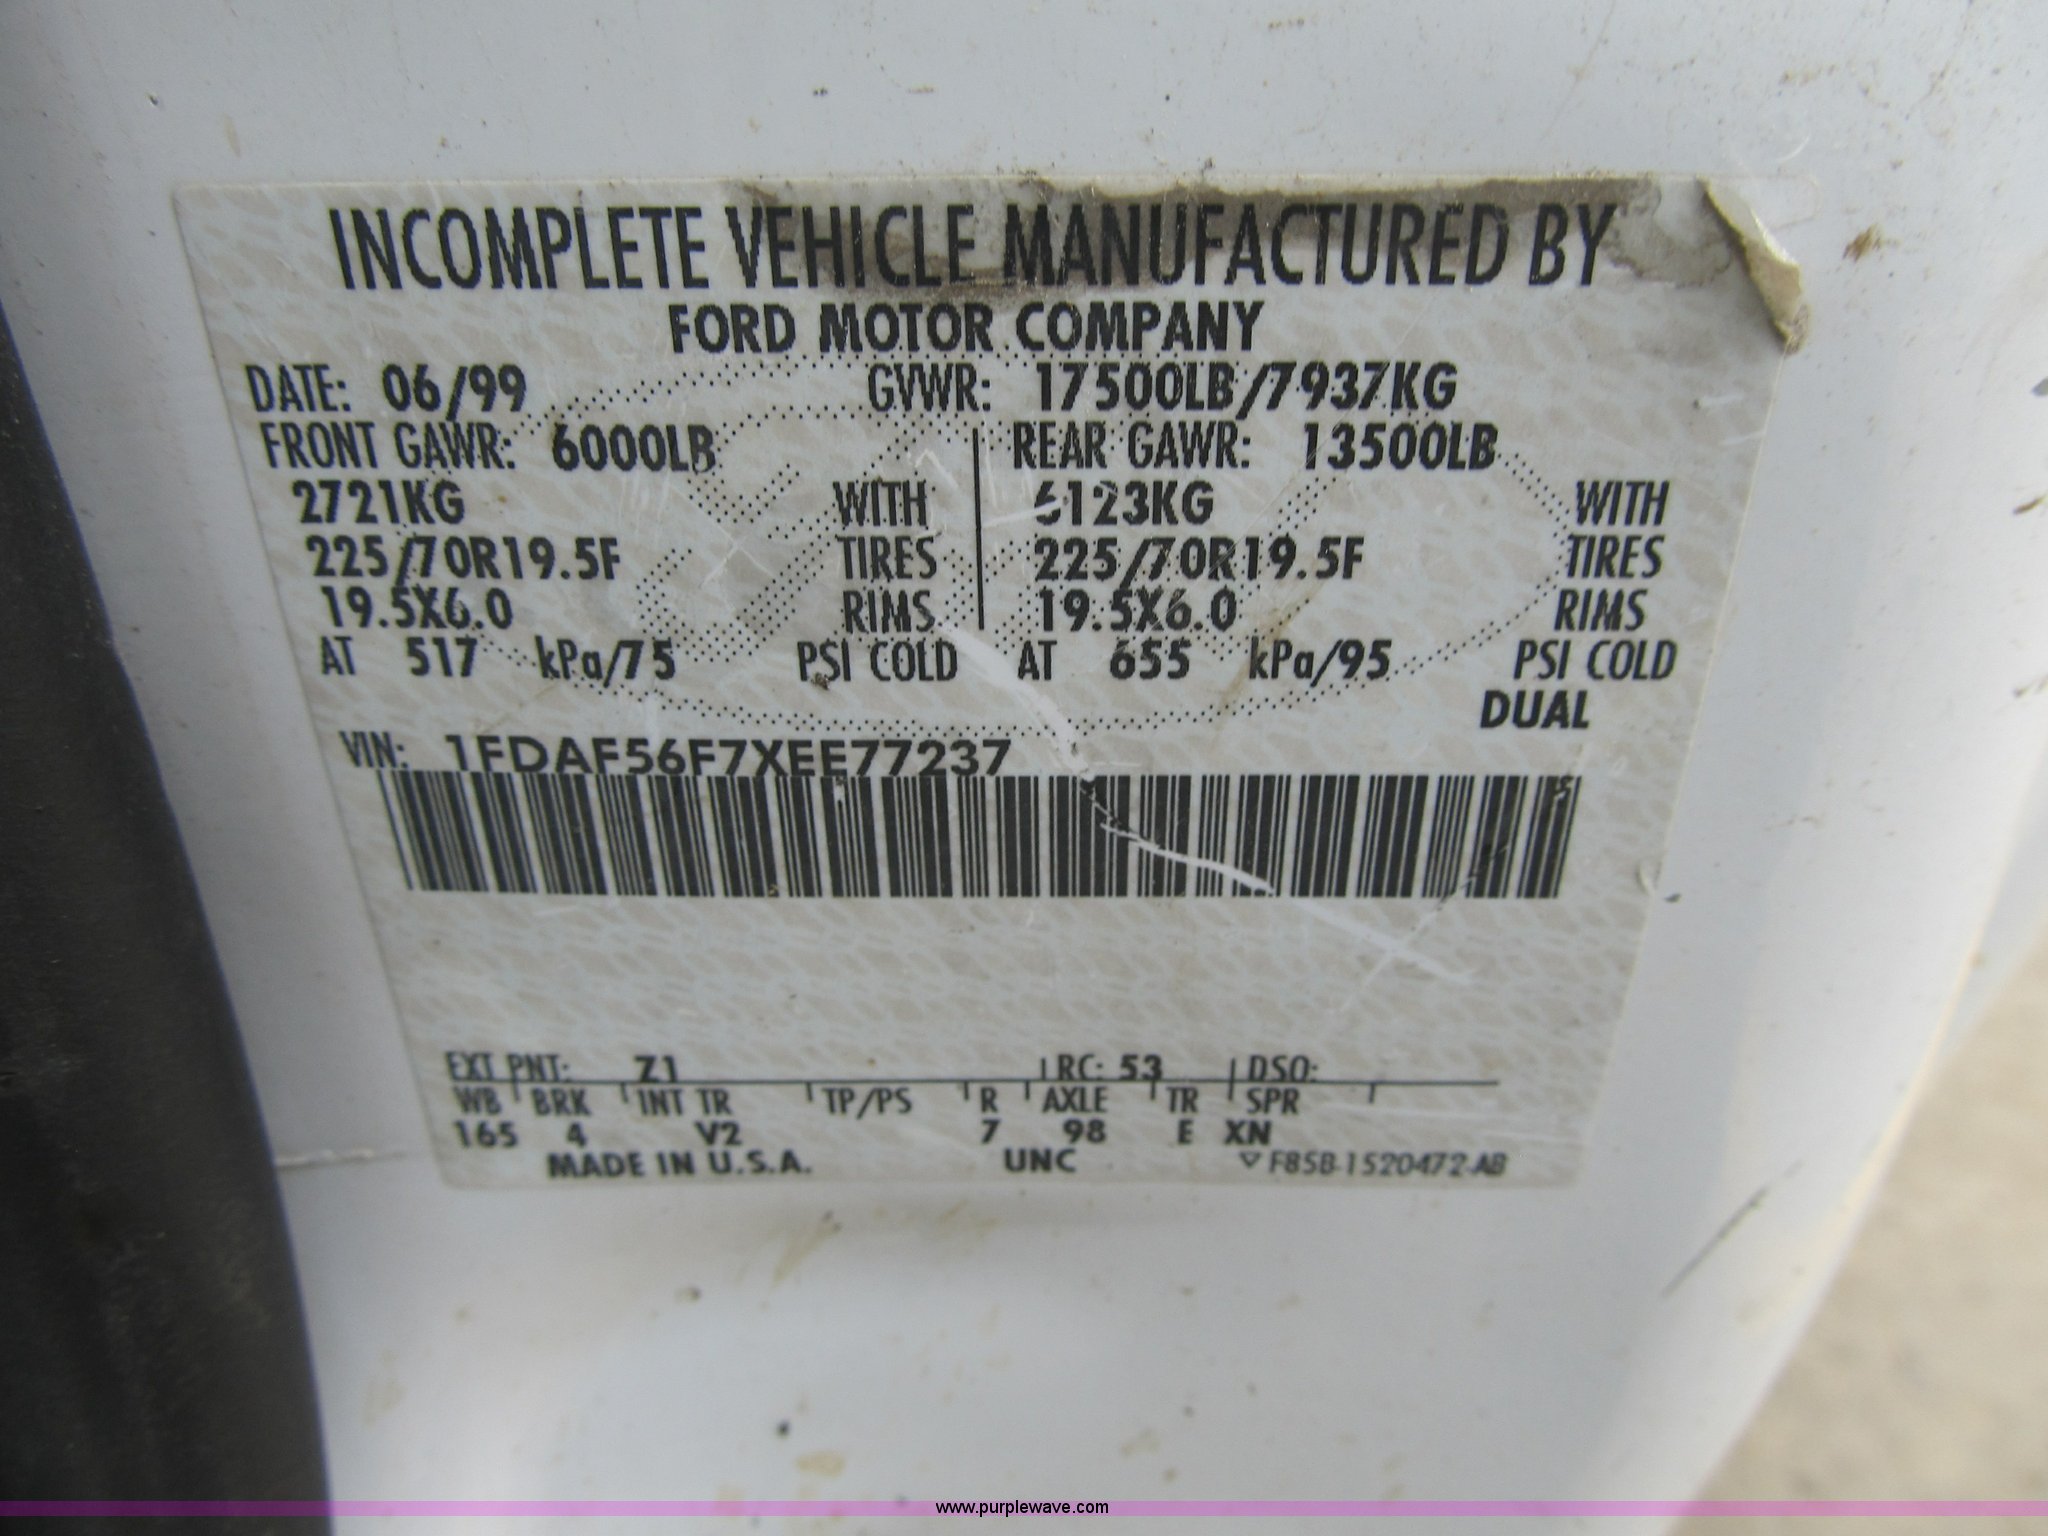 INCOMPLETE VEHICLE MANUFACTURED BY
FORD MOTOR COMPANY
DATE: 06/99 GVWR: 17500LB/7937KG
FRONT GAWR: 6000LB REAR GAWR: 13500LB
2721KG WITH 6123KG WITH
225/70R19.5F TIRES 225/70R19.5F TIRES
19.5X6.0 RIMS 19.5X6.0 RIMS
AT 517 kPa/75 PSI COLD AT 655 kPa/95 PSI COLD
DUAL
VIN: 1FDAF56F7XEE77237
EXT PNT: Z1 RC: 53 DSO:
WB BRK INT TR TP/PS R AXLE TR SPR
165 4 V2 7 98 E XN
MADE IN U.S.A. UNC F85B-1520472-AB
www.purplewave.com